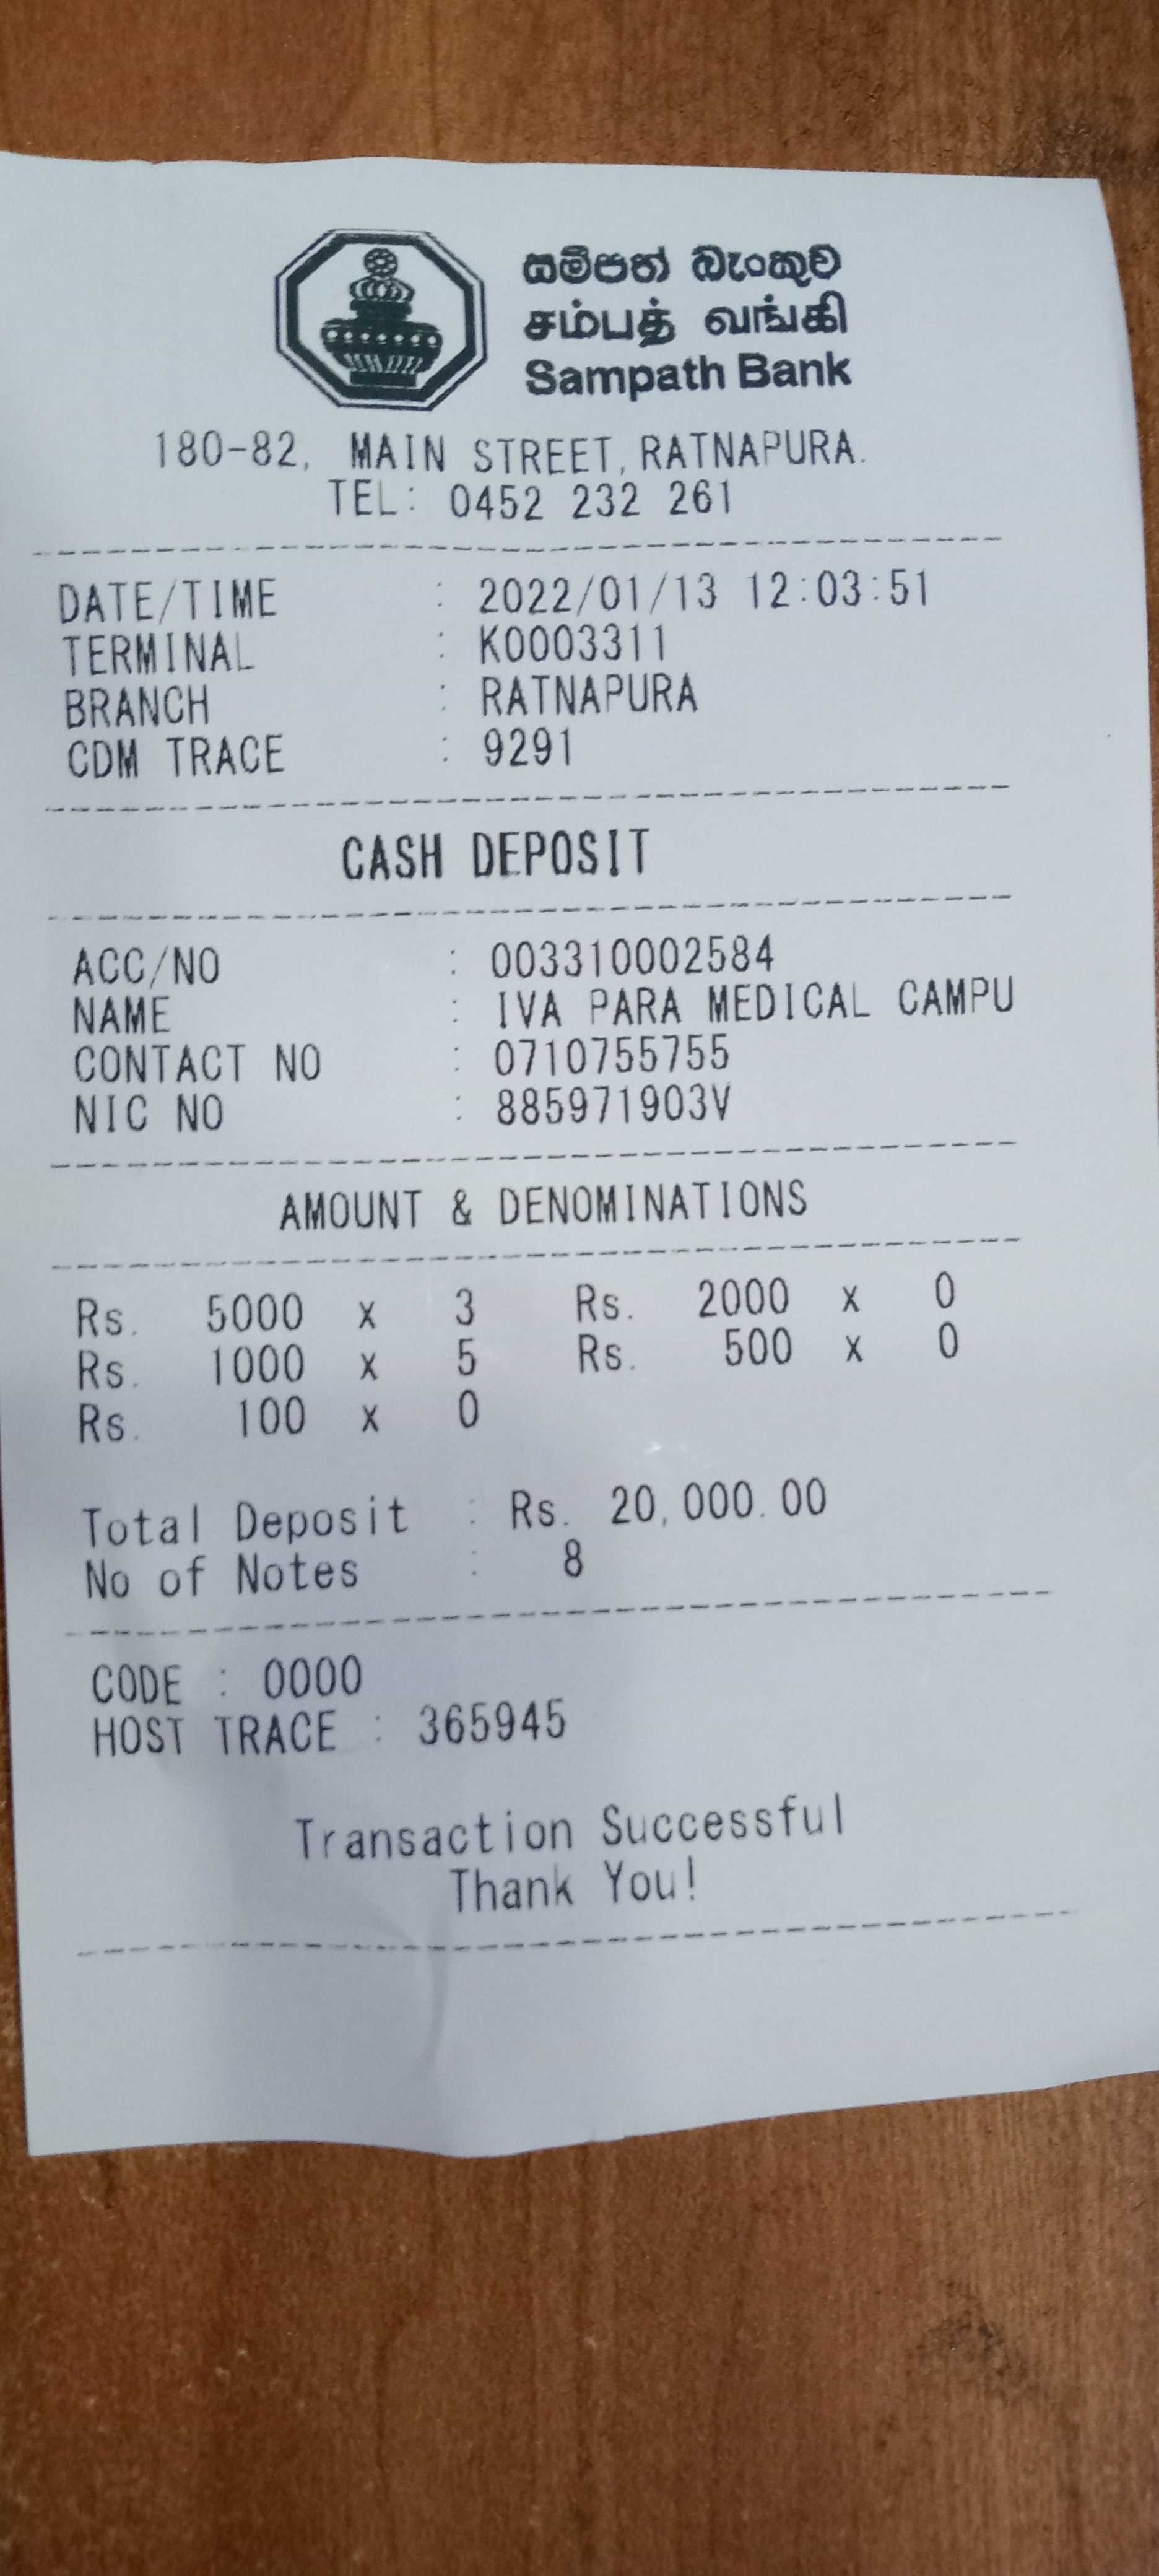 සම්පත් බැංකුව
சம்பத் வங்கி
Sampath Bank
180-82, MAIN STREET, RATNAPURA.
TEL: 0452 232 261
DATE/TIME : 2022/01/13 12:03:51
TERMINAL : K0003311
BRANCH : RATNAPURA
CDM TRACE : 9291
CASH DEPOSIT
ACC/NO : 003310002584
NAME : IVA PARA MEDICAL CAMPU
CONTACT NO : 0710755755
NIC NO : 885971903V
AMOUNT & DENOMINATIONS
Rs. 5000 x 3 Rs. 2000 x 0
Rs. 1000 x 5 Rs. 500 x 0
Rs. 100 x 0
Total Deposit : Rs. 20,000.00
No of Notes : 8
CODE : 0000
HOST TRACE : 365945
Transaction Successful
Thank You!